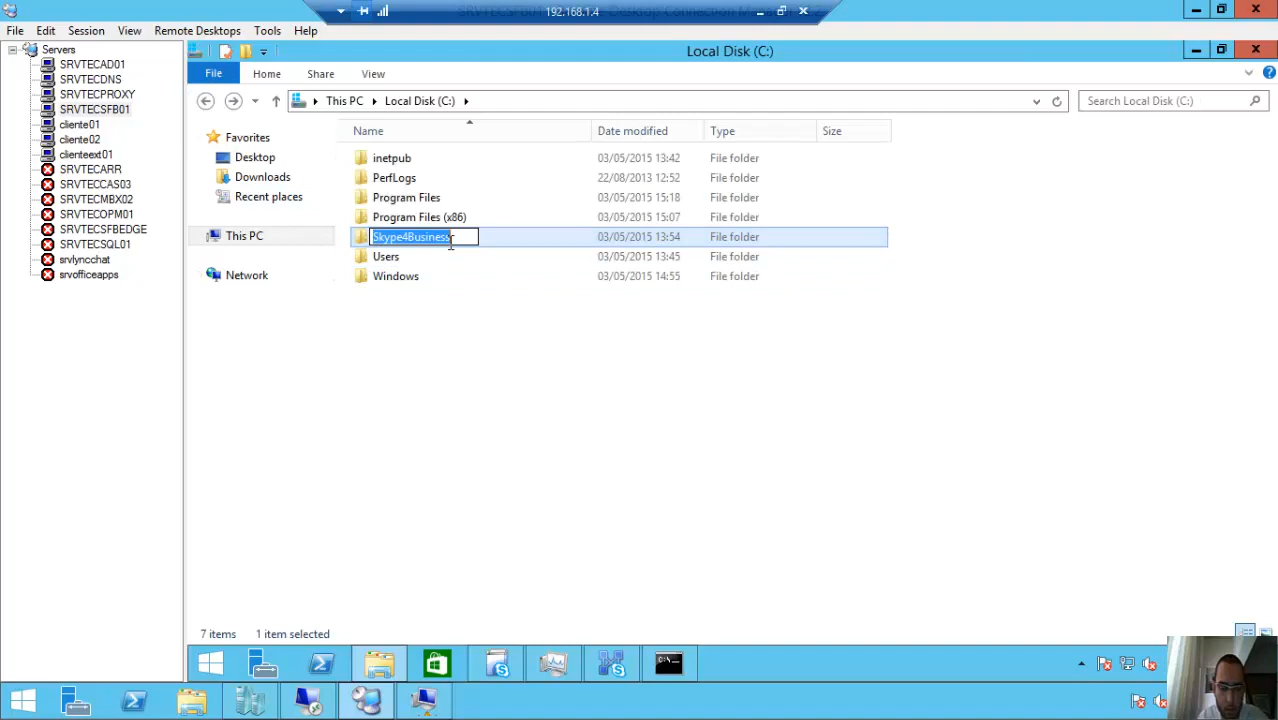 192.168.1.4
File Edit Session View Remote Desktops Tools Help
Servers
SRVTECAD01
SRVTECDNS
SRVTECPROXY
SRVTECSFB01
cliente01
cliente02
clienteext01
SRVTECARR
SRVTECCAS03
SRVTECMBX02
SRVTECOPM01
SRVTECSFBEDGE
SRVTECSQL01
srvlyncchat
srvofficeapps
Local Disk (C:)
File Home Share View
This PC Local Disk (C:) Search Local Disk (C:)
Favorites
Desktop
Downloads
Recent places
This PC
Network
Name Date modified Type Size
inetpub 03/05/2015 13:42 File folder
PerfLogs 22/08/2013 12:52 File folder
Program Files 03/05/2015 15:18 File folder
Program Files (x86) 03/05/2015 15:07 File folder
Skype4Business 03/05/2015 13:54 File folder
Users 03/05/2015 13:45 File folder
Windows 03/05/2015 14:55 File folder
7 items 1 item selected